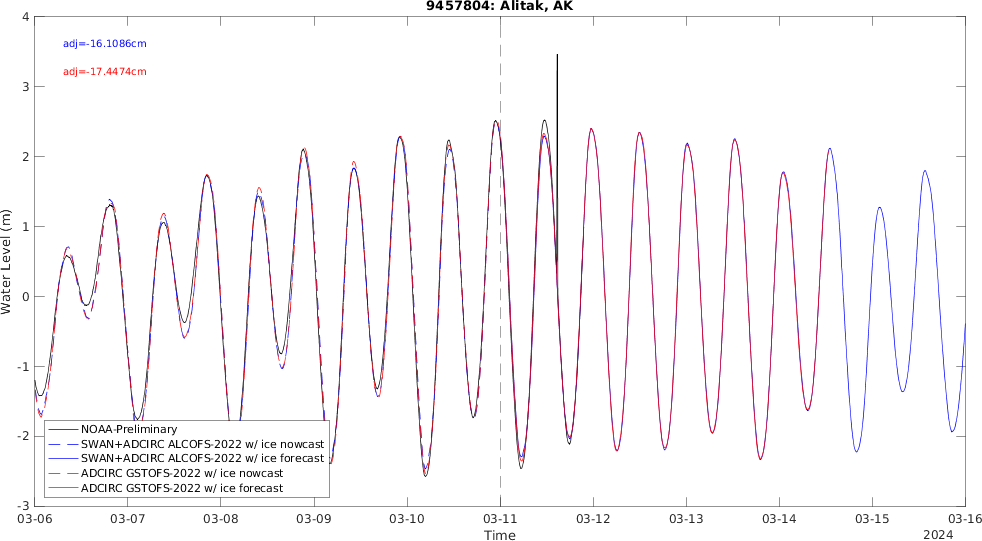 9457804: Alitak, AK
adj=-16.1086cm
adj=-17.4474cm
4
3
2
1
0
-1
-2
-3
Water Level (m)
NOAA-Preliminary
SWAN+ADCIRC ALCOFS-2022 w/ ice nowcast
SWAN+ADCIRC ALCOFS-2022 w/ ice forecast
ADCIRC GSTOFS-2022 w/ ice nowcast
ADCIRC GSTOFS-2022 w/ ice forecast
03-06 03-07 03-08 03-09 03-10 03-11 03-12 03-13 03-14 03-15 03-16
Time
2024